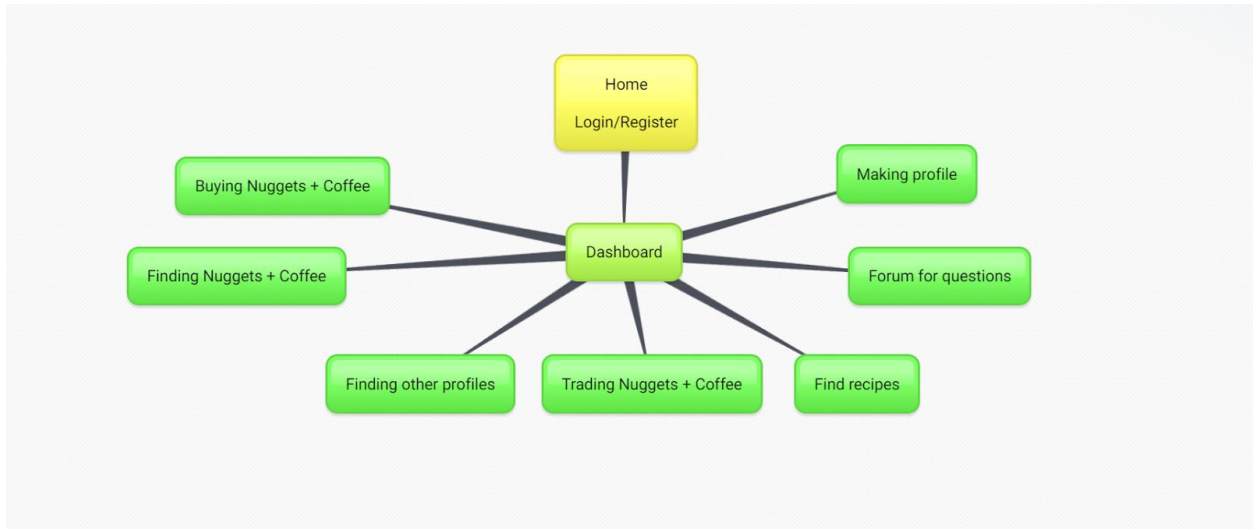 Home
Login/Register
Making profile
Buying Nuggets + Coffee
Dashboard
Finding Nuggets + Coffee
Forum for questions
Finding other profiles
Trading Nuggets + Coffee
Find recipes